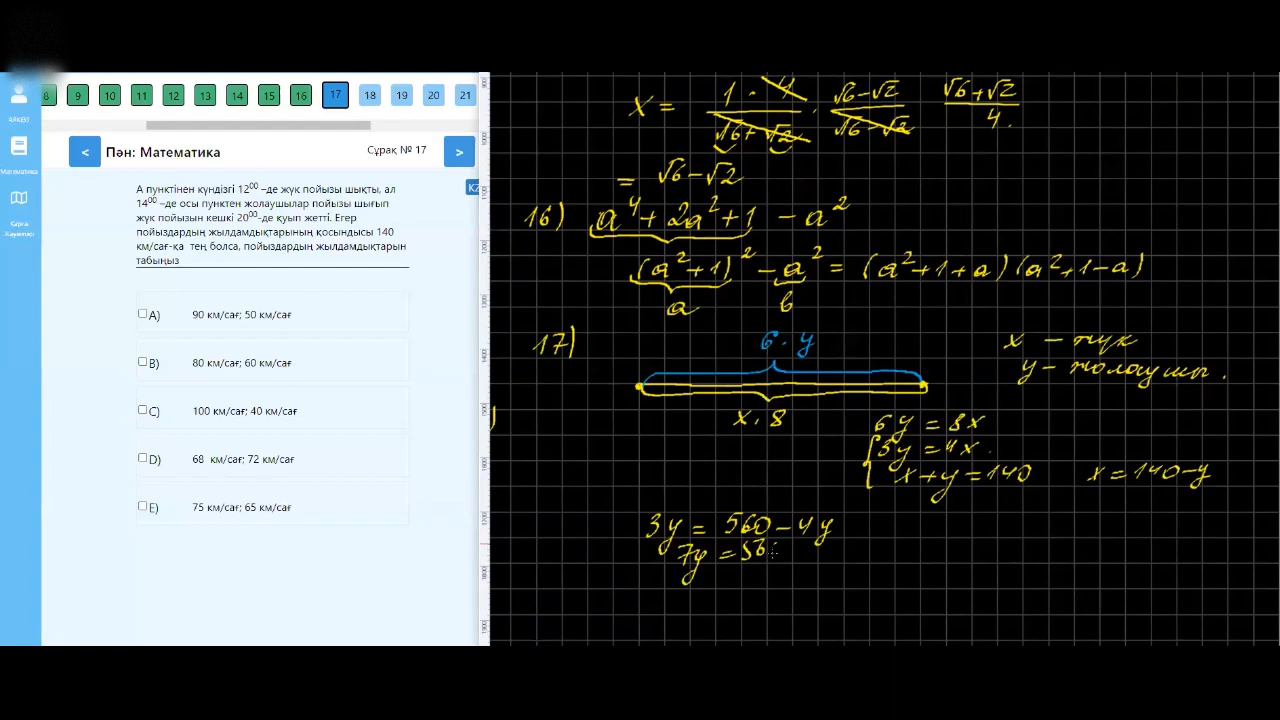 8 9 10 11 12 13 14 15 16 17 18 19 20 21
< Пән: Математика Сұрақ № 17 >
Математика
А пунктінен күндізгі 12⁰⁰ –де жүк пойызы шықты, ал
14⁰⁰ –де осы пунктен жолаушлар пойызы шығып
жүк пойызын кешкі 20⁰⁰-де қуып жетті. Егер
пойыздардың жылдамдықтарының қосындысы 140
км/сағ-қа тең болса, пойыздардың жылдамдықтарын
табыңыз
A) 90 км/сағ; 50 км/сағ
B) 80 км/сағ; 60 км/сағ
C) 100 км/сағ; 40 км/сағ
D) 68 км/сағ; 72 км/сағ
E) 75 км/сағ; 65 км/сағ
x = (1 · 4)/(√6 + √2) · (√6 − √2)/(√6 − √2) (√6 + √2)/4.
= √6 − √2
16) a⁴ + 2a² + 1 − a²
(a² + 1)² − a² = (a² + 1 + a)(a² + 1 − a)
a b
17) 6 · y
x – жүк
y – жолаушы.
x · 8
6y = 8x
3y = 4x.
x + y = 140 x = 140 − y
3y = 560 − 4y
7y = 56